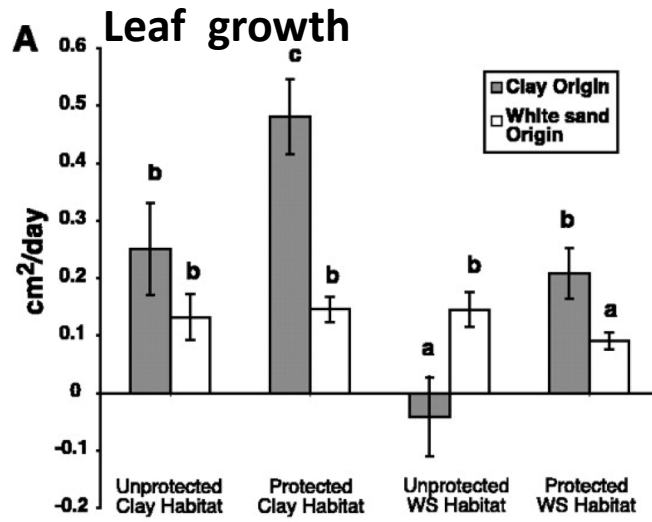 A Leaf growth
0.6
0.5
0.4
0.3
0.2
0.1
0
-0.1
-0.2
cm²/day
Clay Origin
White sand
Origin
b
b
c
b
a
b
b
a
Unprotected
Clay Habitat
Protected
Clay Habitat
Unprotected
WS Habitat
Protected
WS Habitat